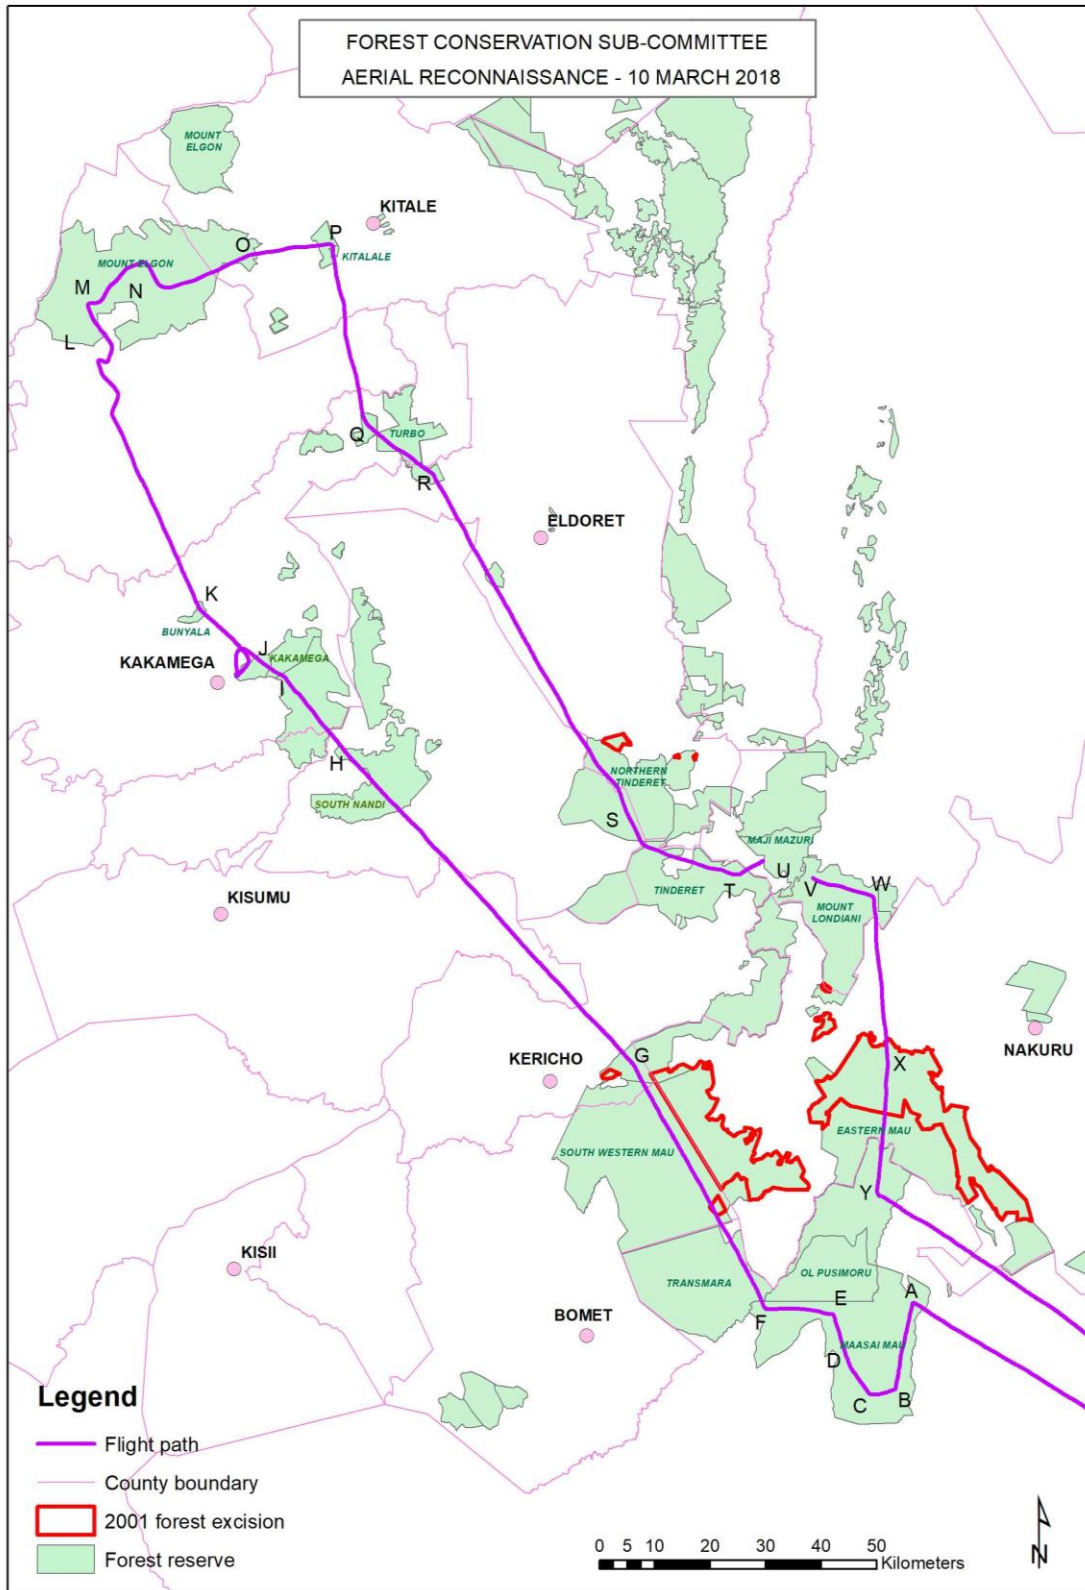 FOREST CONSERVATION SUB-COMMITTEE
AERIAL RECONNAISSANCE - 10 MARCH 2018
MOUNT
ELGON
KITALE
O
P
MOUNT ELGON
KITALALE
M
N
L
Q
TURBO
R
ELDORET
K
BUNYALA
J
KAKAMEGA
KAKAMEGA
I
H
NORTHERN
TINDERET
SOUTH NANDI
S
MAJI MAZURI
U
TINDERET
T
V
W
MOUNT
LONDIANI
KISUMU
NAKURU
KERICHO
G
X
EASTERN MAU
SOUTH WESTERN MAU
Y
KISII
TRANSMARA
OL PUSIMORU
A
E
BOMET
F
MAASAI MAU
D
C
B
Legend
Flight path
County boundary
2001 forest excision
Forest reserve
0 5 10 20 30 40 50
Kilometers
N